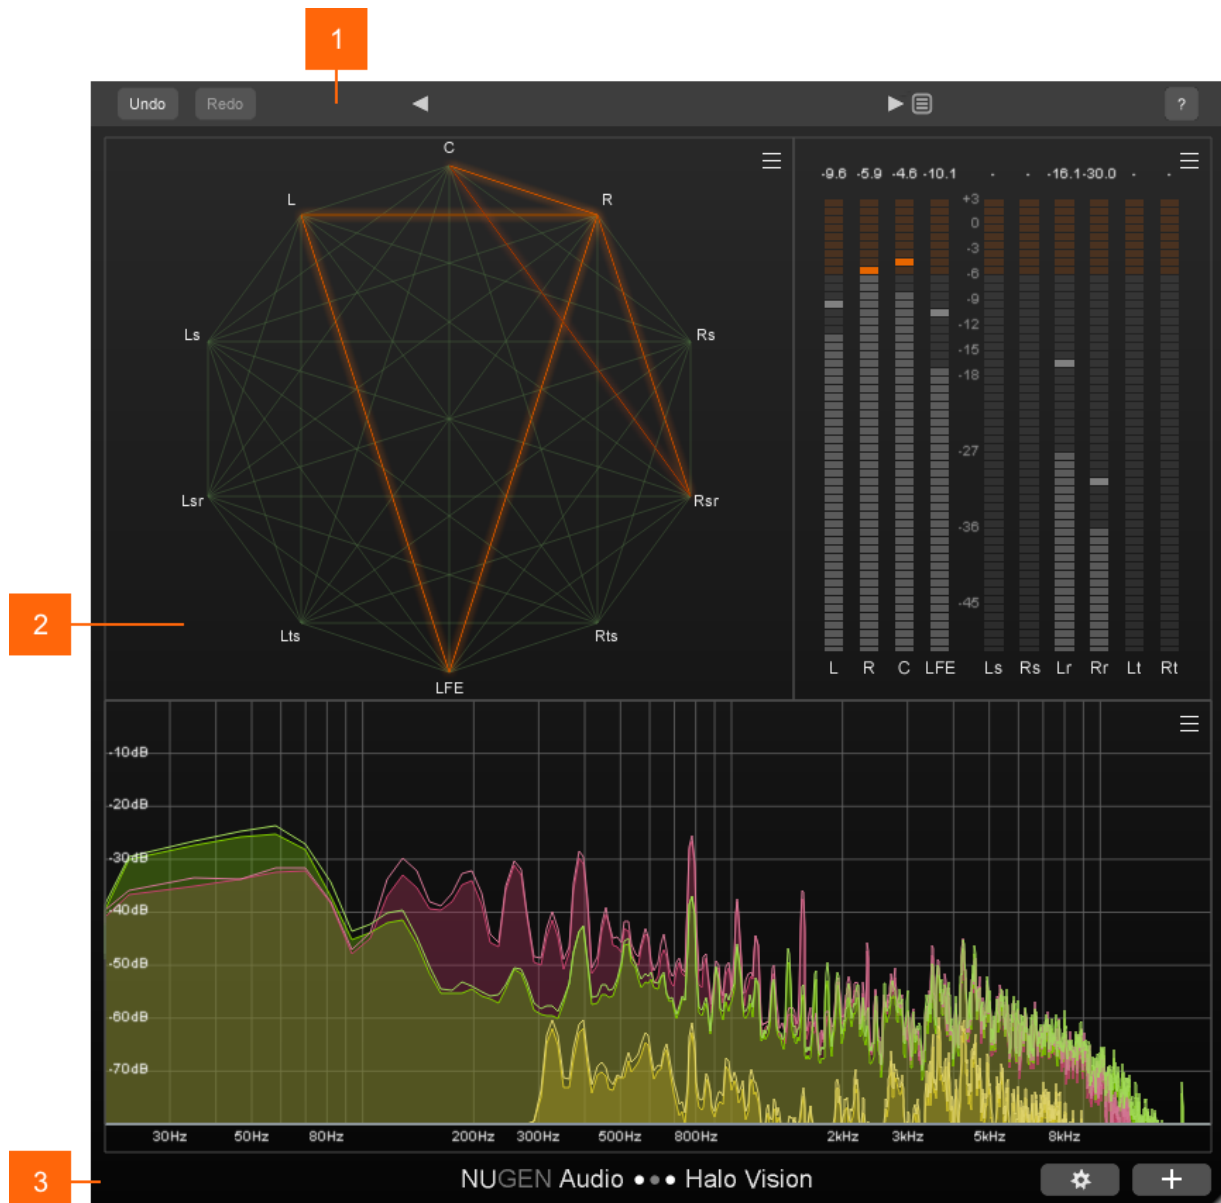 1
Undo Redo ?
C
L R
Ls Rs
Lsr Rsr
Lts Rts
LFE
-9.6 -5.9 -4.6 -10.1 - - -16.1 -30.0 - -
+3
0
-3
-6
-9
-12
-15
-18
-27
-36
-45
L R C LFE Ls Rs Lr Rr Lt Rt
2
-10dB
-20dB
-30dB
-40dB
-50dB
-60dB
-70dB
30Hz 50Hz 80Hz 200Hz 300Hz 500Hz 800Hz 2kHz 3kHz 5kHz 8kHz
3
NUGEN Audio Halo Vision